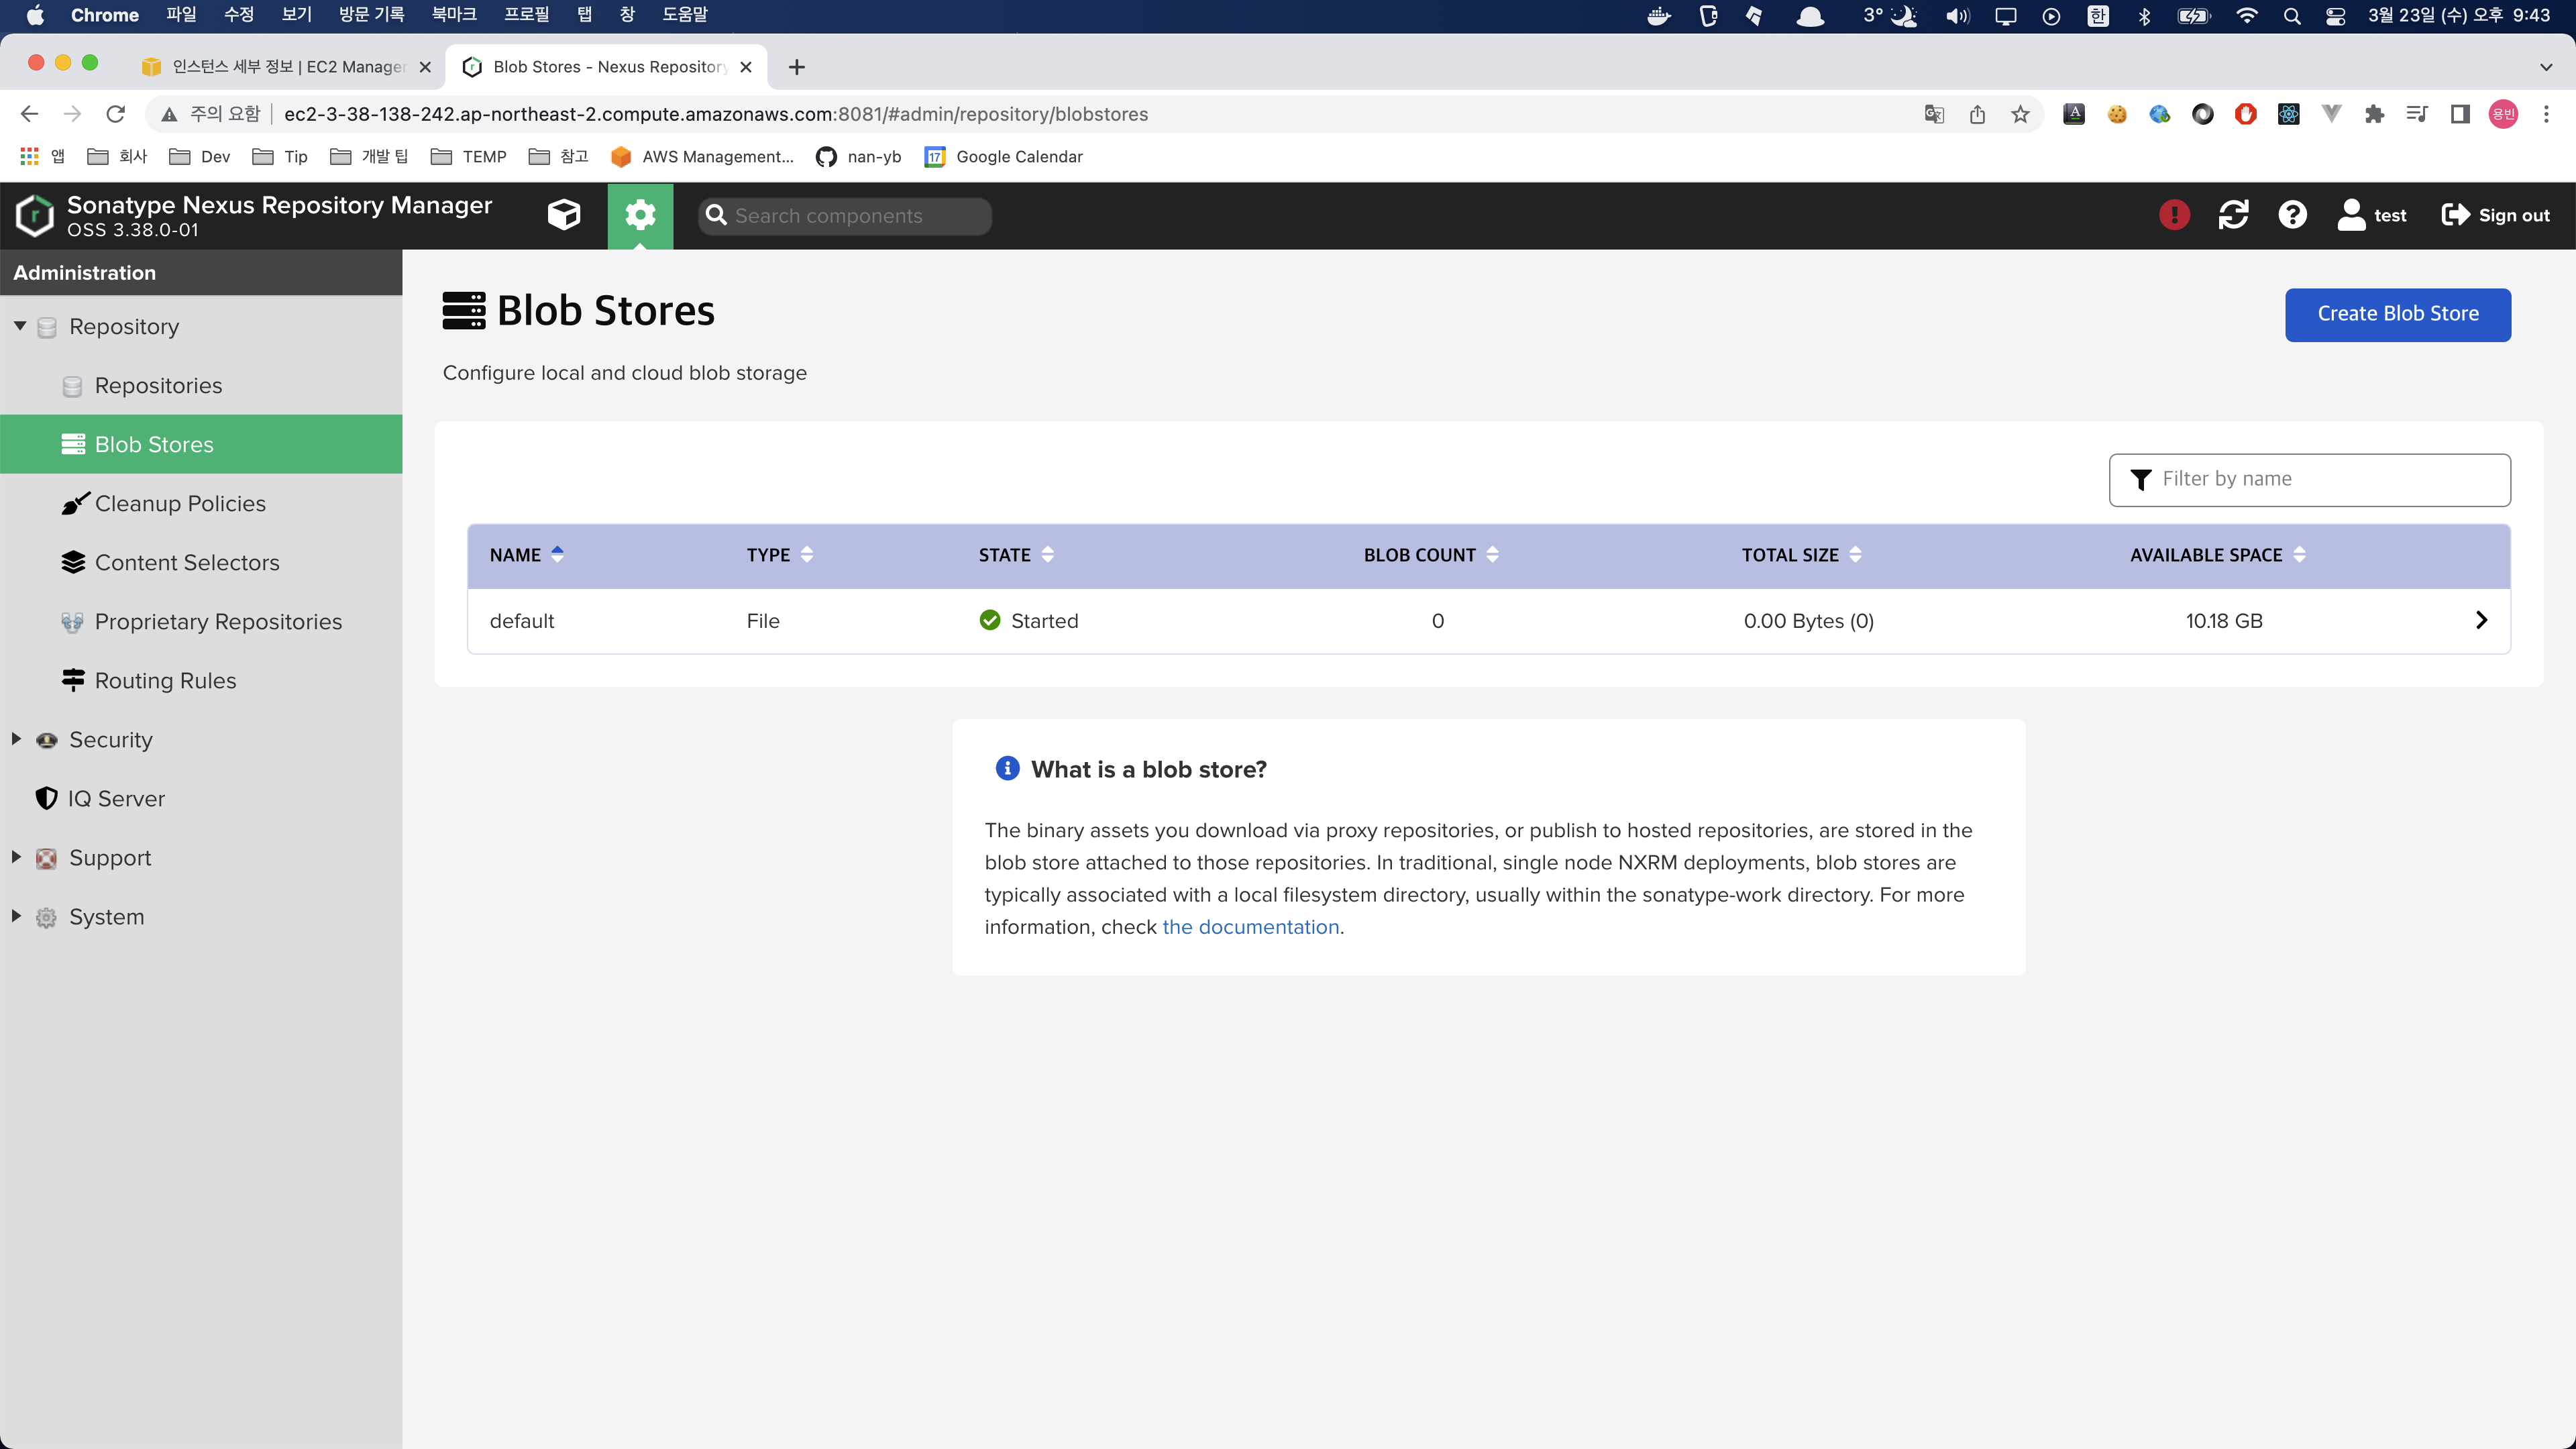 Chrome 파일 수정 보기 방문 기록 북마크 프로필 탭 창 도움말 3° 한 3월 23일 (수) 오후 9:43
인스턴스 세부 정보 | EC2 Manager Blob Stores - Nexus Repository
주의 요함 ec2-3-38-138-242.ap-northeast-2.compute.amazonaws.com:8081/#admin/repository/blobstores 용빈
앱 회사 Dev Tip 개발 팁 TEMP 참고 AWS Management... nan-yb 17 Google Calendar
Sonatype Nexus Repository Manager
OSS 3.38.0-01
Search components
test Sign out
Administration
Repository
Repositories
Blob Stores
Cleanup Policies
Content Selectors
Proprietary Repositories
Routing Rules
Security
IQ Server
Support
System
Blob Stores
Create Blob Store
Configure local and cloud blob storage
Filter by name
NAME TYPE STATE BLOB COUNT TOTAL SIZE AVAILABLE SPACE
default File Started 0 0.00 Bytes (0) 10.18 GB
What is a blob store?
The binary assets you download via proxy repositories, or publish to hosted repositories, are stored in the
blob store attached to those repositories. In traditional, single node NXRM deployments, blob stores are
typically associated with a local filesystem directory, usually within the sonatype-work directory. For more
information, check the documentation.